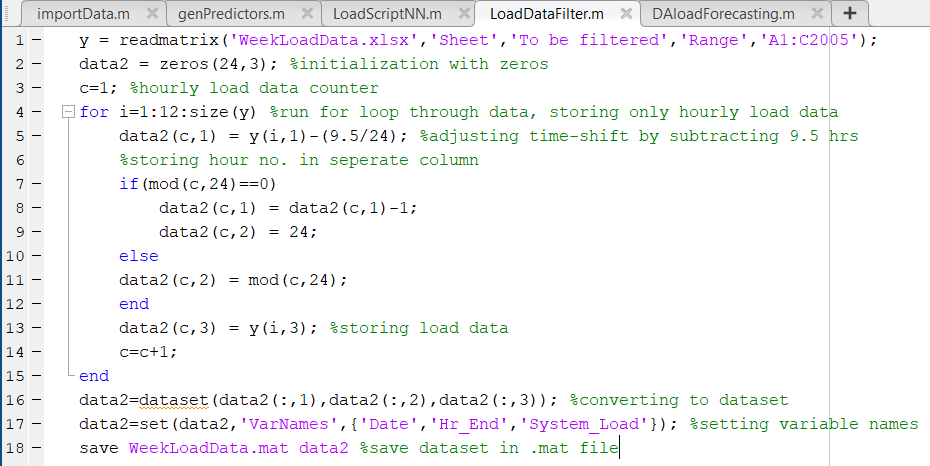 importData.m × genPredictors.m × LoadScriptNN.m × LoadDataFilter.m × DAloadForecasting.m × +
1 y = readmatrix('WeekLoadData.xlsx','Sheet','To be filtered','Range','A1:C2005');
2 data2 = zeros(24,3); %initialization with zeros
3 c=1; %hourly load data counter
4 for i=1:12:size(y) %run for loop through data, storing only hourly load data
5 data2(c,1) = y(i,1)-(9.5/24); %adjusting time-shift by subtracting 9.5 hrs
6 %storing hour no. in seperate column
7 if(mod(c,24)==0)
8 data2(c,1) = data2(c,1)-1;
9 data2(c,2) = 24;
10 else
11 data2(c,2) = mod(c,24);
12 end
13 data2(c,3) = y(i,3); %storing load data
14 c=c+1;
15 end
16 data2=dataset(data2(:,1),data2(:,2),data2(:,3)); %converting to dataset
17 data2=set(data2,'VarNames',{'Date','Hr_End','System_Load'}); %setting variable names
18 save WeekLoadData.mat data2 %save dataset in .mat file